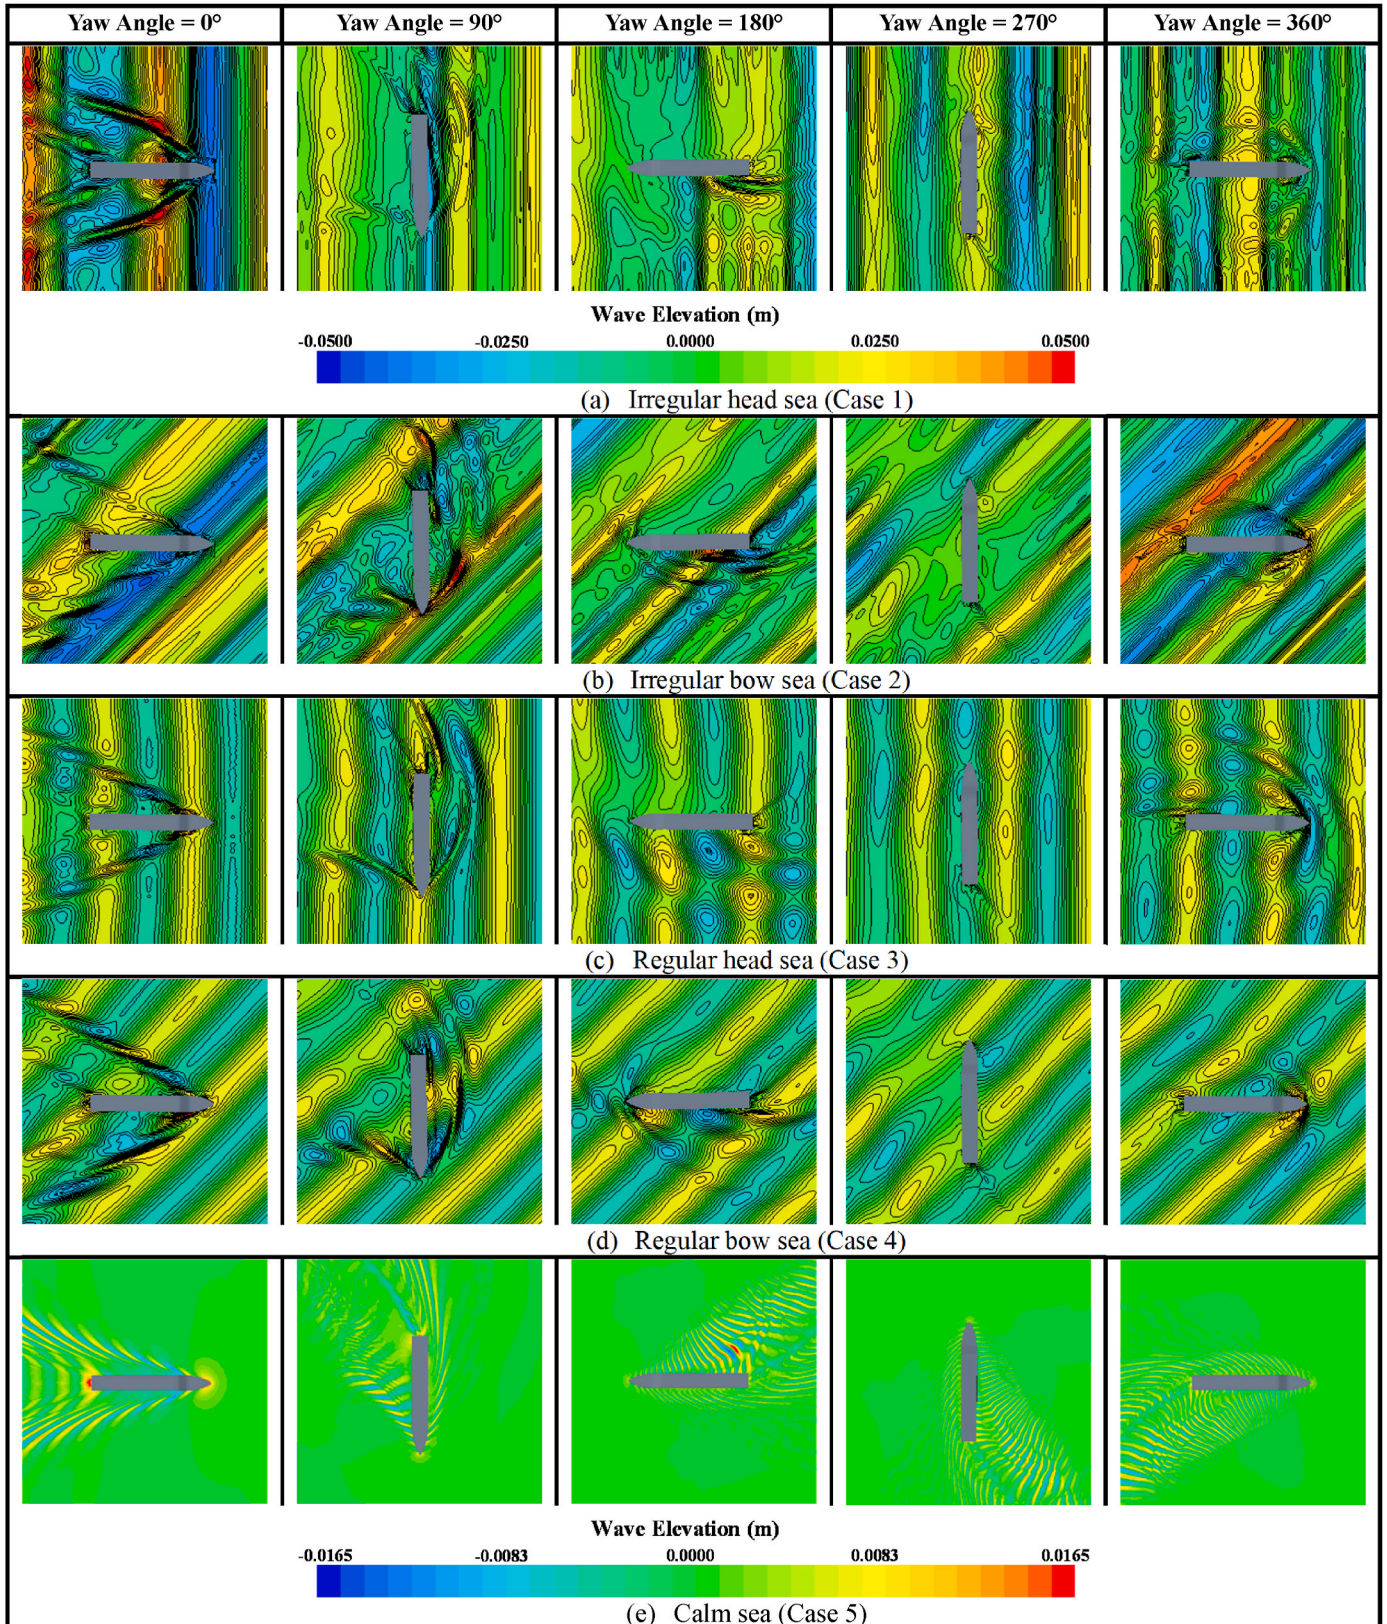 Yaw Angle = 0° Yaw Angle = 90° Yaw Angle = 180° Yaw Angle = 270° Yaw Angle = 360°
Wave Elevation (m)
-0.0500 -0.0250 0.0000 0.0250 0.0500
(a) Irregular head sea (Case 1)
(b) Irregular bow sea (Case 2)
(c) Regular head sea (Case 3)
(d) Regular bow sea (Case 4)
Wave Elevation (m)
-0.0165 -0.0083 0.0000 0.0083 0.0165
(e) Calm sea (Case 5)